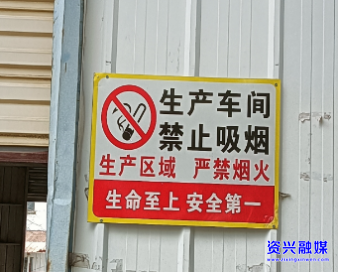 生产车间
禁止吸烟
生产区域 严禁烟火
生命至上 安全第一
资兴融媒